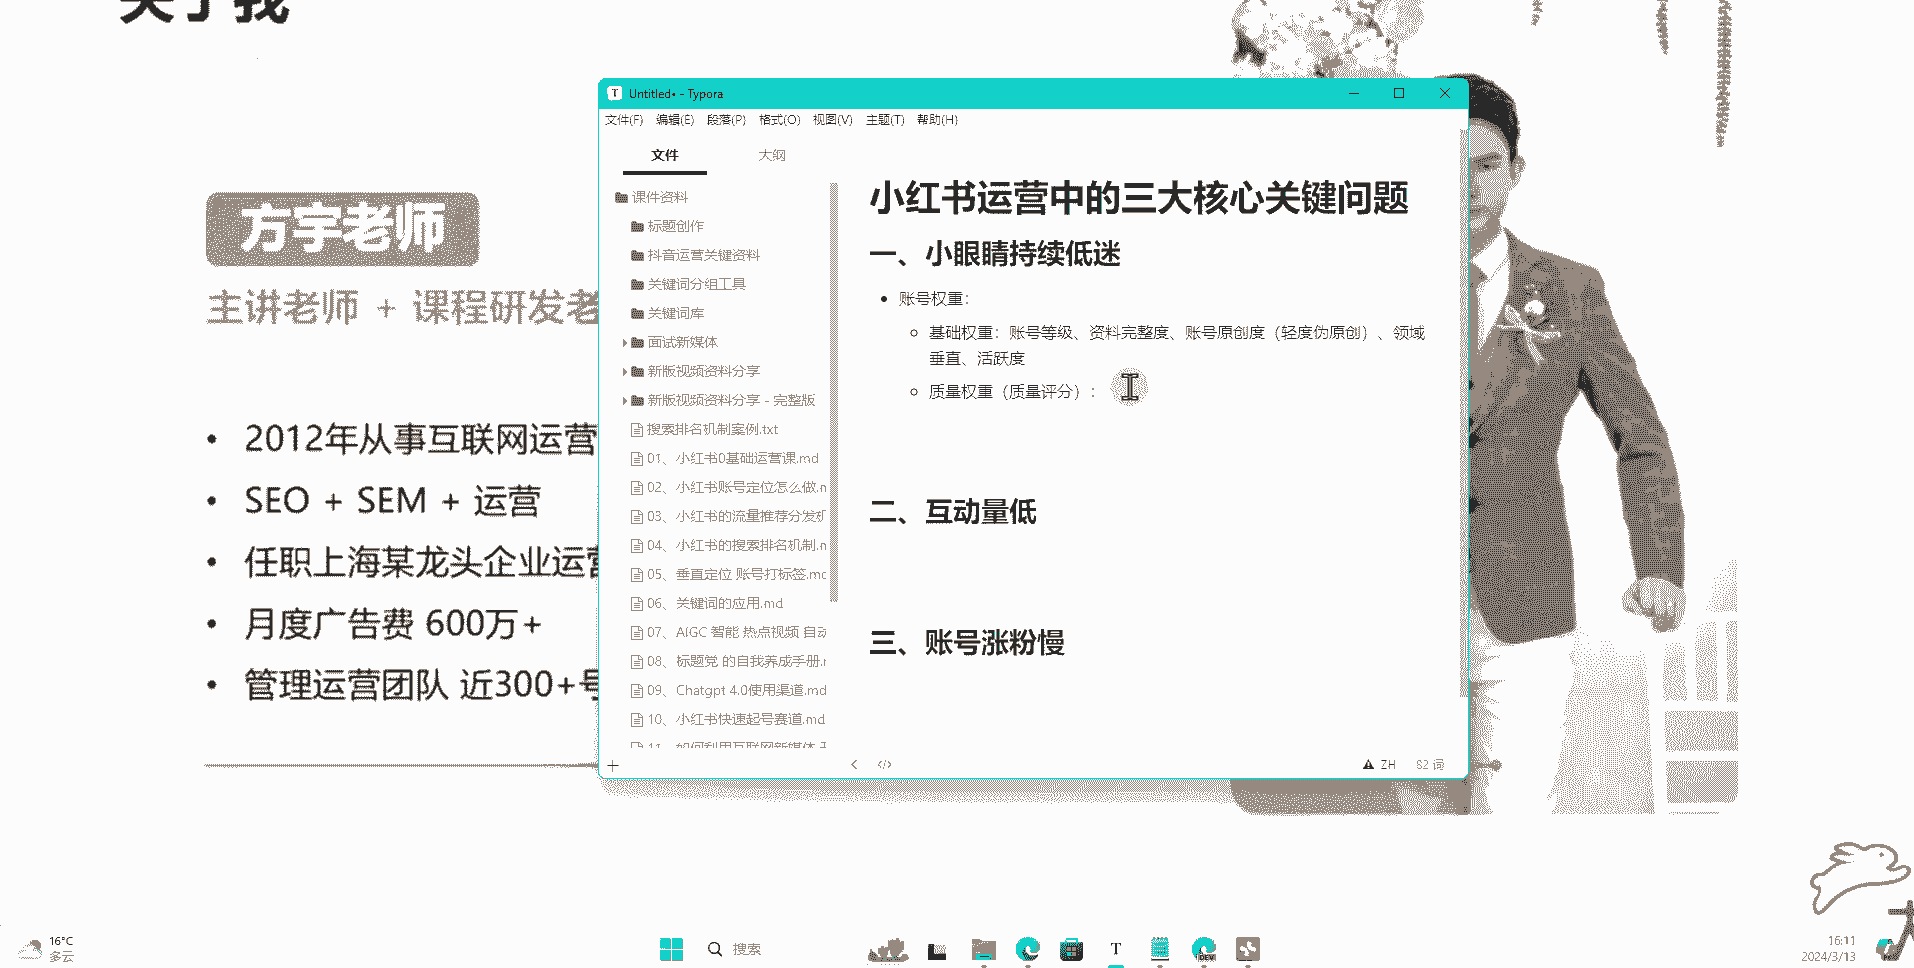 关于我
方宇老师
主讲老师 + 课程研发老
2012年从事互联网运营
SEO + SEM + 运营
任职上海某龙头企业运营
月度广告费 600万+
管理运营团队 近300+号
Untitled• - Typora
文件(F) 编辑(E) 段落(P) 格式(O) 视图(V) 主题(T) 帮助(H)
文件 大纲
课件资料
标题创作
抖音运营关键资料
关键词分组工具
关键词库
面试新媒体
新版视频资料分享
新版视频资料分享 - 完整版
搜索排名机制案例.txt
01、小红书0基础运营课.md
02、小红书账号定位怎么做.m
03、小红书的流量推荐分发机
04、小红书的搜索排名机制.m
05、垂直定位 账号打标签.md
06、关键词的应用.md
07、AIGC 智能 热点视频 自动
08、标题党 的自我养成手册.m
09、Chatgpt 4.0使用渠道.md
10、小红书快速起号赛道.md
11、如何利用互联网新媒体
小红书运营中的三大核心关键问题
一、小眼睛持续低迷
账号权重：
基础权重：账号等级、资料完整度、账号原创度（轻度伪原创）、领域
垂直、活跃度
质量权重（质量评分）：
二、互动量低
三、账号涨粉慢
ZH 82 词
16°C
多云
搜索
T
DEV
16:11
2024/3/13